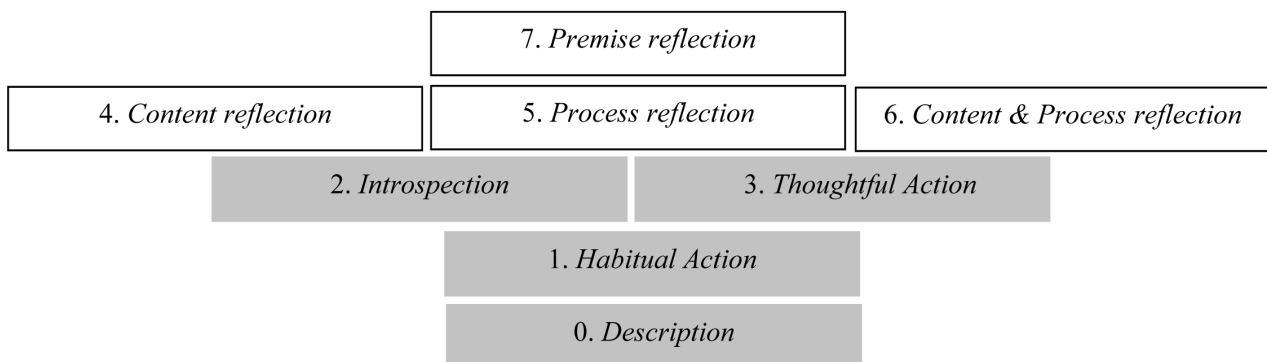 7. Premise reflection
4. Content reflection
5. Process reflection
6. Content & Process reflection
2. Introspection
3. Thoughtful Action
1. Habitual Action
0. Description